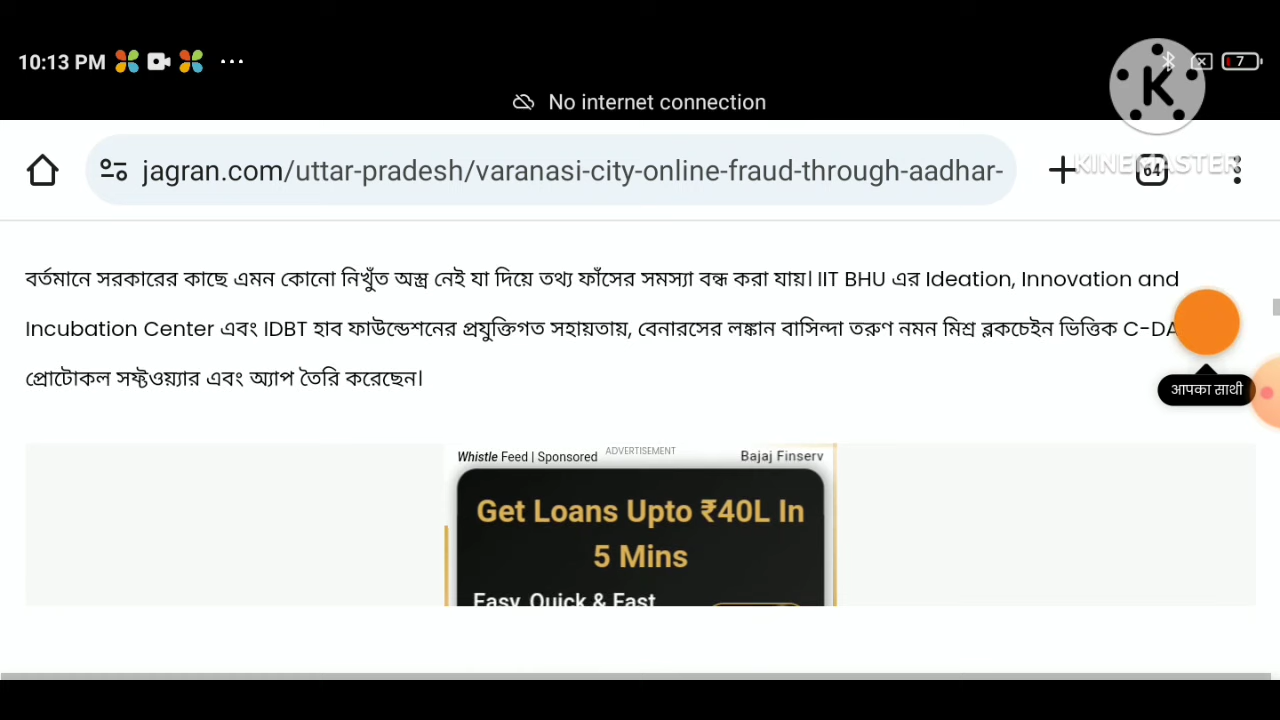 10:13 PM ... 7
No internet connection
K
KINEMASTER
jagran.com/uttar-pradesh/varanasi-city-online-fraud-through-aadhar- 64
বর্তমানে সরকারের কাছে এমন কোনো নিখুঁত অস্ত্র নেই যা দিয়ে তথ্য ফাঁসের সমস্যা বন্ধ করা যায়। IIT BHU এর Ideation, Innovation and
Incubation Center এবং IDBT হাব ফাউন্ডেশনের প্রযুক্তিগত সহায়তায়, বেনারসের লঙ্কান বাসিন্দা তরুণ নমন মিশ্র ব্লকচেইন ভিত্তিক C-DA
প্রোটোকল সফ্টওয়্যার এবং অ্যাপ তৈরি করেছেন।
आपका साथी
Whistle Feed | Sponsored ADVERTISEMENT Bajaj Finserv
Get Loans Upto ₹40L In
5 Mins
Easy, Quick & Fast